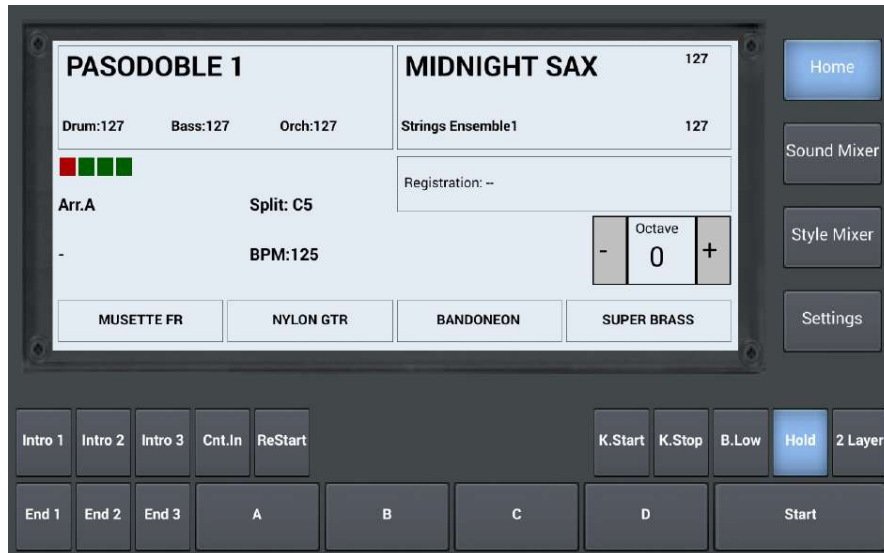 PASODOBLE 1
Drum:127 Bass:127 Orch:127
MIDNIGHT SAX 127
Strings Ensemble1 127
Registration: --
Arr.A Split: C5
- BPM:125
Octave
- 0 +
MUSETTE FR NYLON GTR BANDONEON SUPER BRASS
Home
Sound Mixer
Style Mixer
Settings
Intro 1 Intro 2 Intro 3 Cnt.In ReStart K.Start K.Stop B.Low Hold 2 Layer
End 1 End 2 End 3 A B C D Start